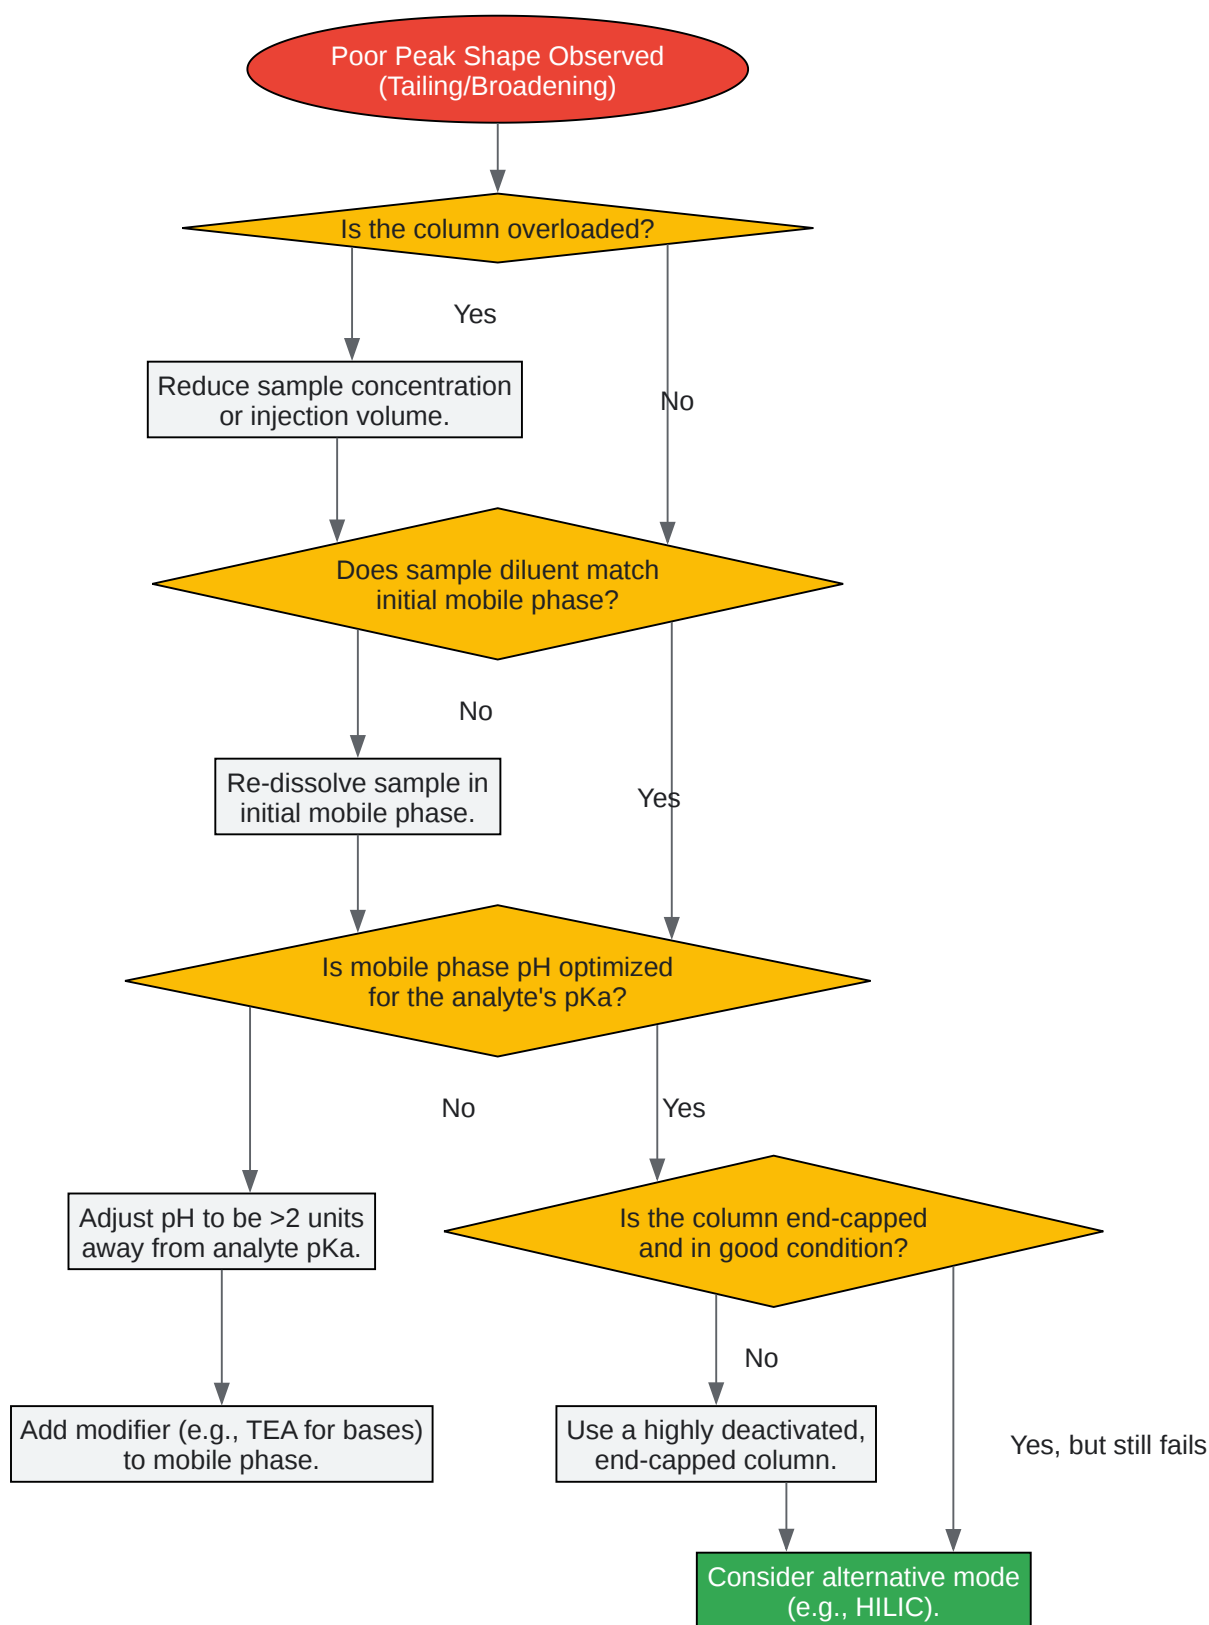 Poor Peak Shape Observed
(Tailing/Broadening)
Is the column overloaded?
Yes
Reduce sample concentration
or injection volume.
No
Does sample diluent match
initial mobile phase?
No
Re-dissolve sample in
initial mobile phase.
Yes
Is mobile phase pH optimized
for the analyte's pKa?
No
Yes
Adjust pH to be >2 units
away from analyte pKa.
Is the column end-capped
and in good condition?
No
Add modifier (e.g., TEA for bases)
to mobile phase.
Use a highly deactivated,
end-capped column.
Yes, but still fails
Consider alternative mode
(e.g., HILIC).